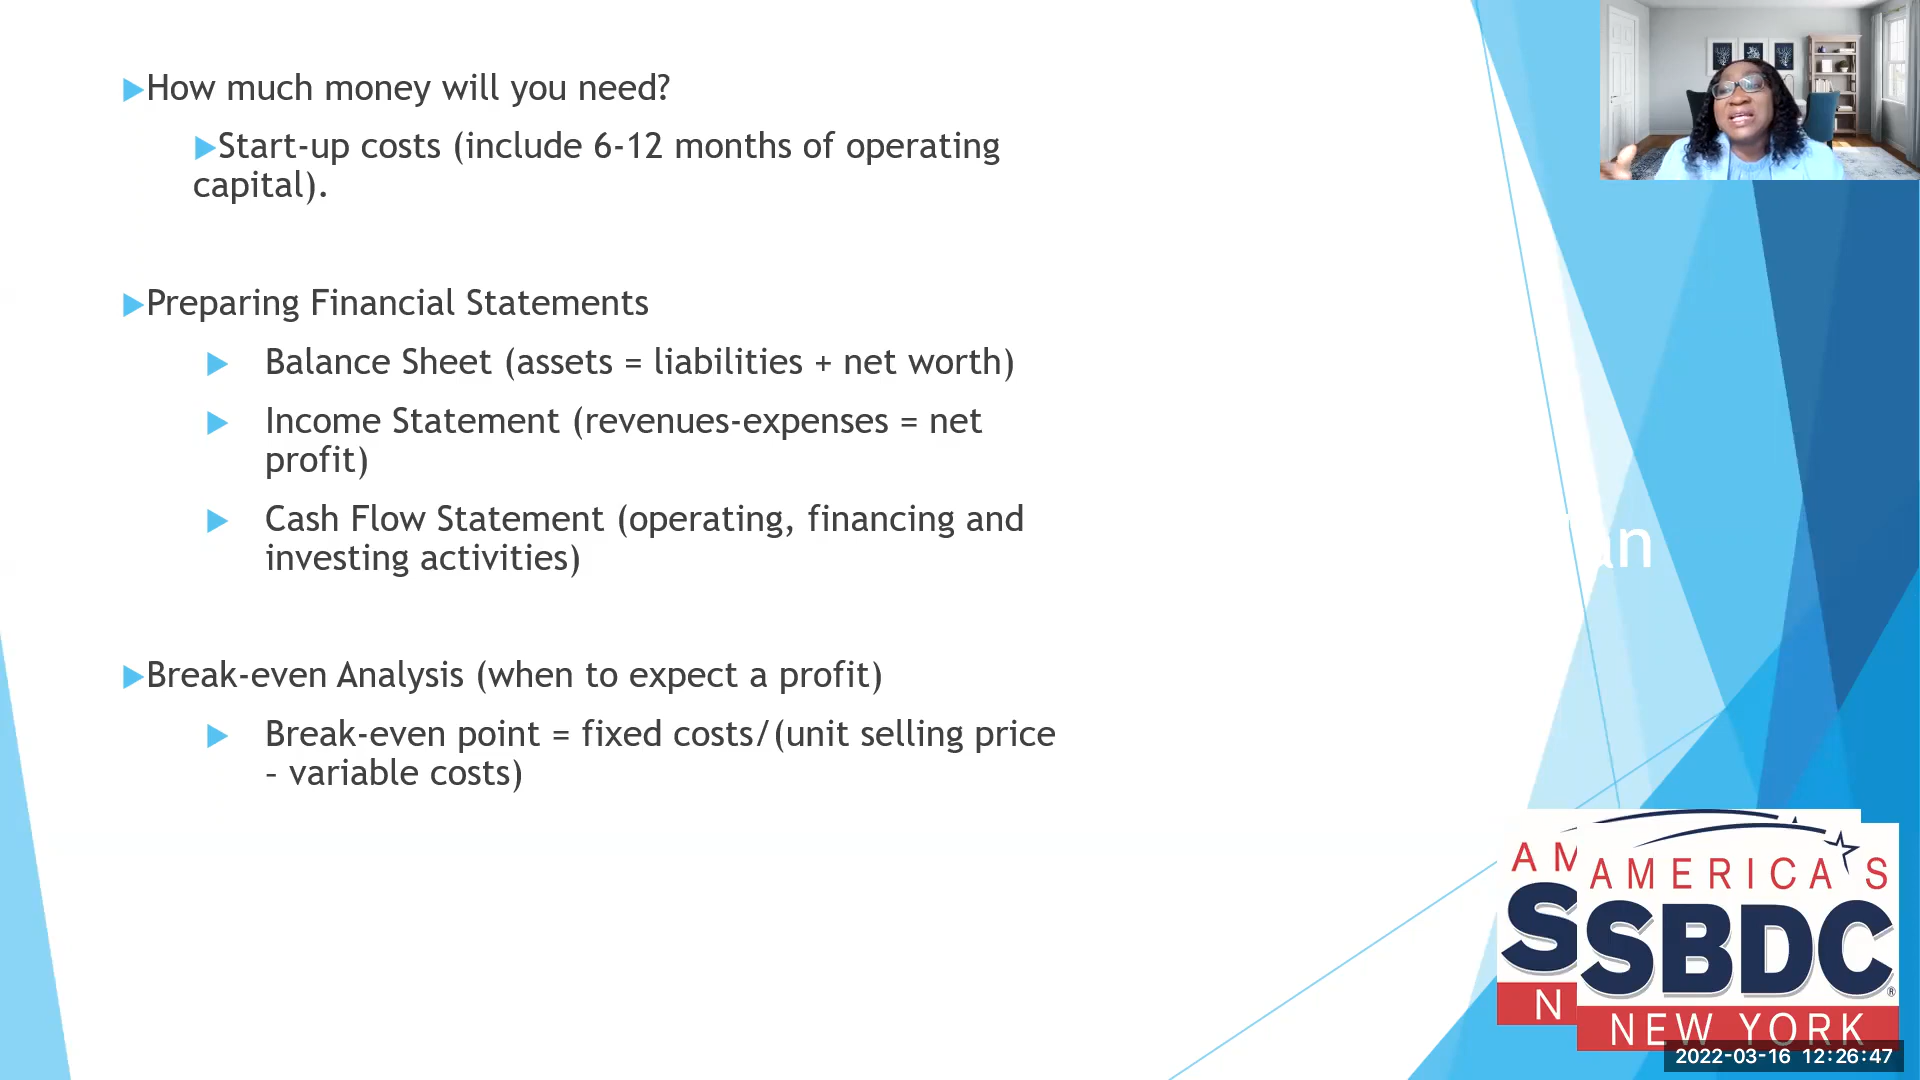 How much money will you need?
Start-up costs (include 6-12 months of operating
capital).
Preparing Financial Statements
Balance Sheet (assets = liabilities + net worth)
Income Statement (revenues-expenses = net
profit)
Cash Flow Statement (operating, financing and
investing activities)
an
Break-even Analysis (when to expect a profit)
Break-even point = fixed costs/(unit selling price
– variable costs)
AM
S
N
AMERICA'S
SBDC®
NEW YORK
2022-03-16 12:26:47